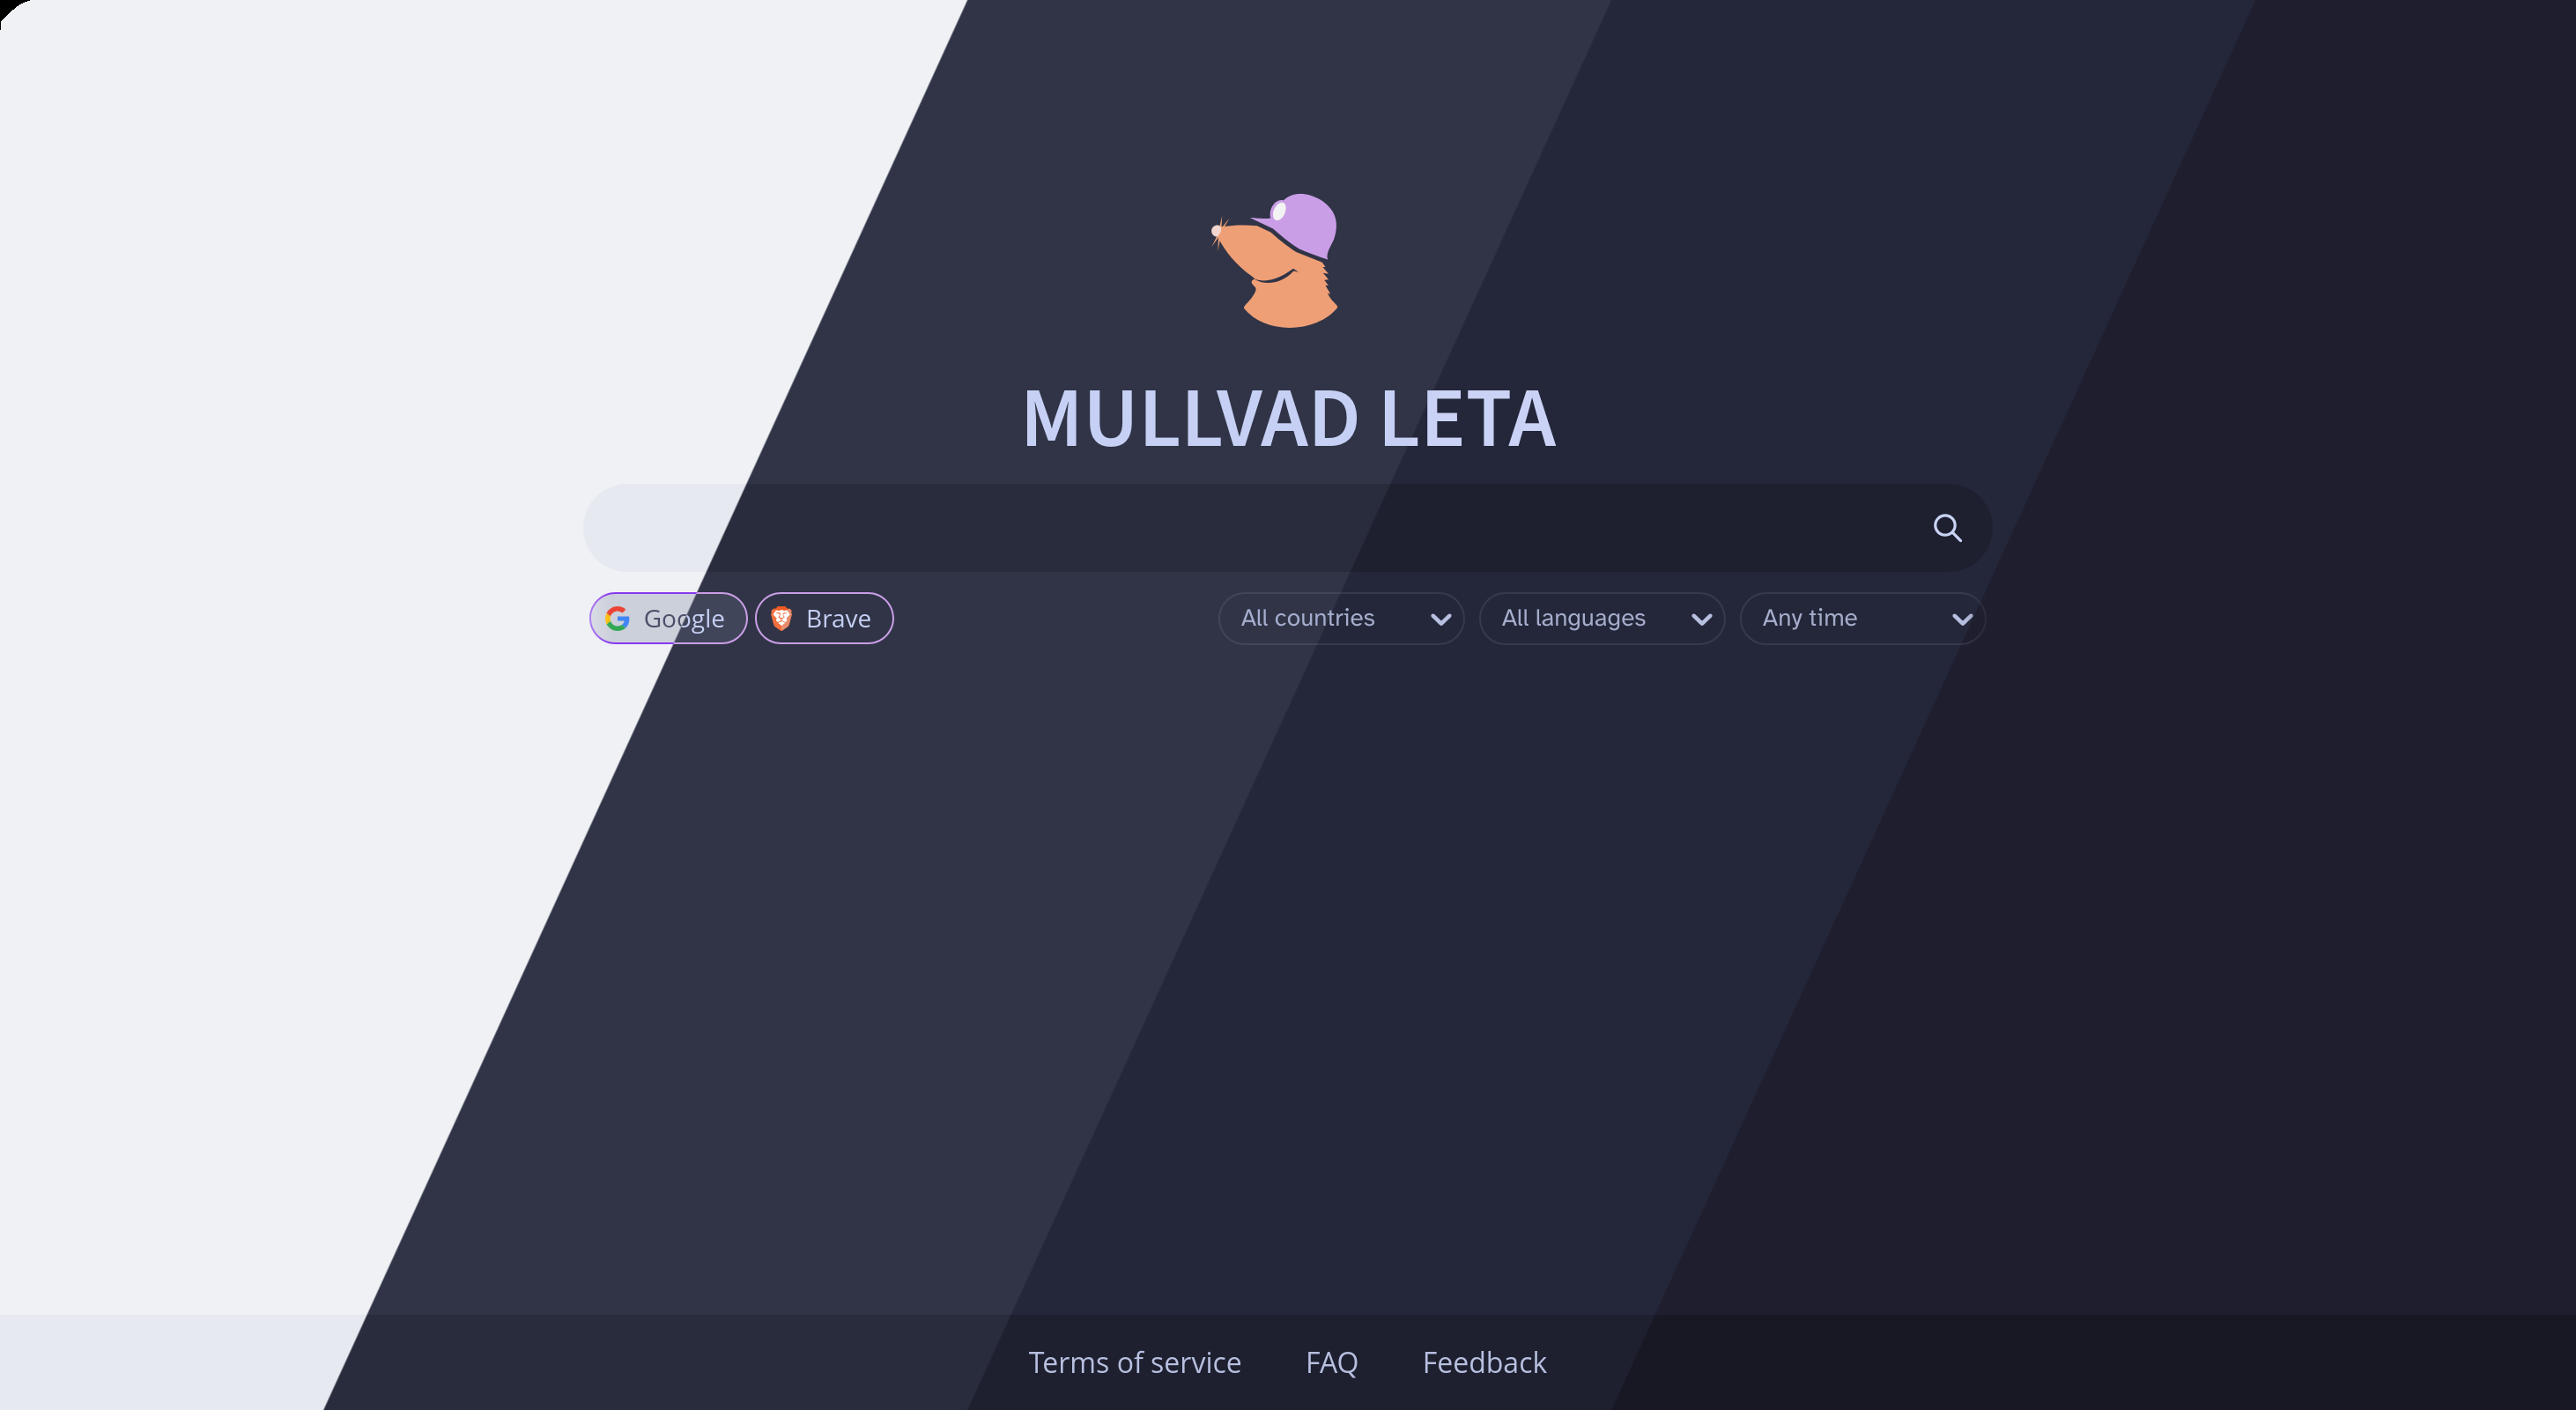 MULLVAD LETA
Google Brave All countries All languages Any time
Terms of service FAQ Feedback